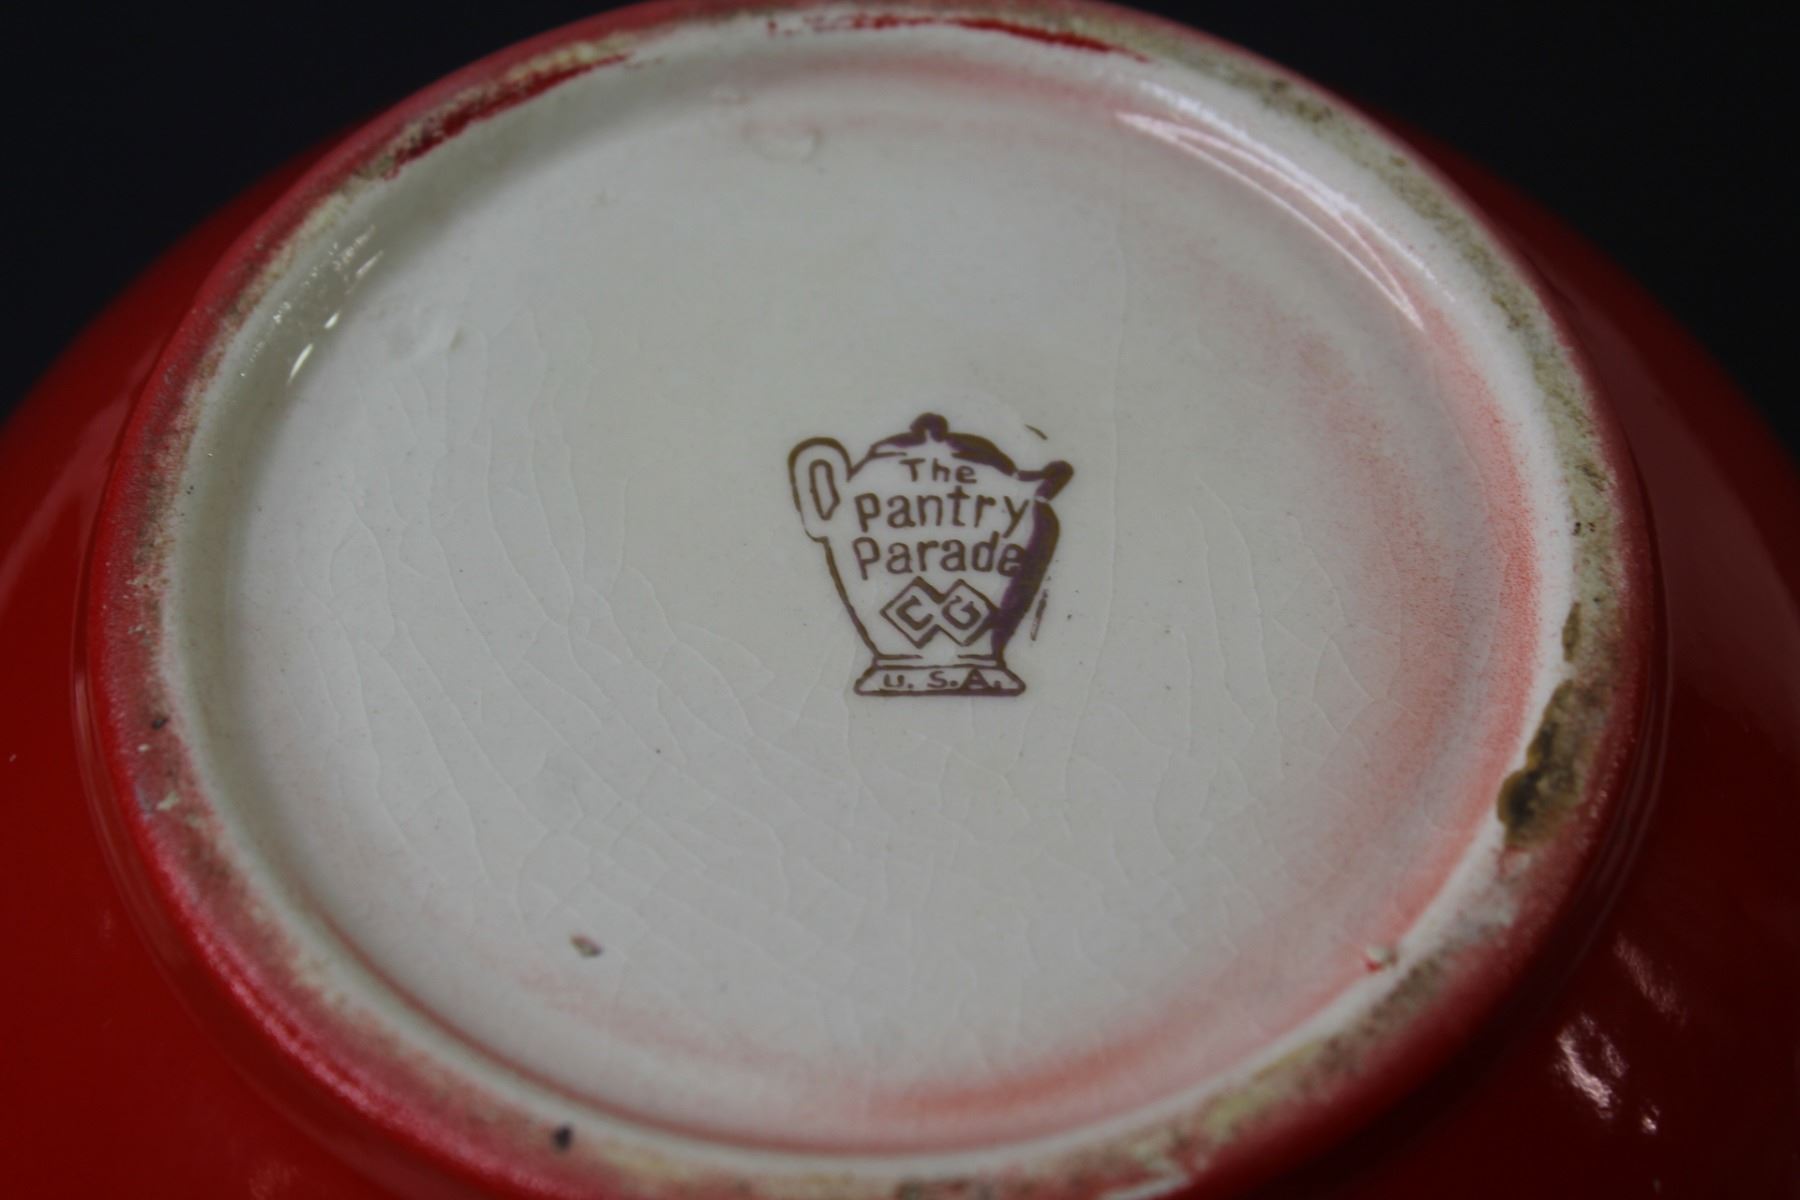 The
Pantry
Parade
CG
U.S.A.